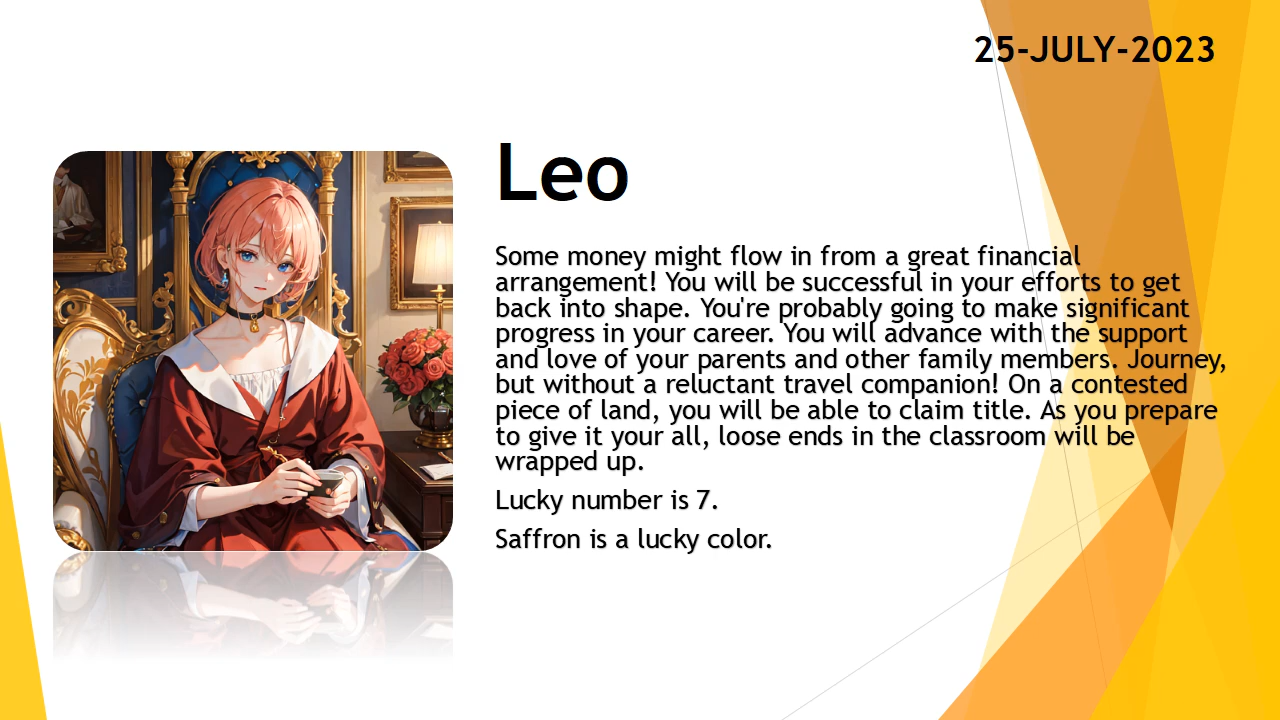 25-JULY-2023
Leo
Some money might flow in from a great financial
arrangement! You will be successful in your efforts to get
back into shape. You're probably going to make significant
progress in your career. You will advance with the support
and love of your parents and other family members. Journey,
but without a reluctant travel companion! On a contested
piece of land, you will be able to claim title. As you prepare
to give it your all, loose ends in the classroom will be
wrapped up.
Lucky number is 7.
Saffron is a lucky color.